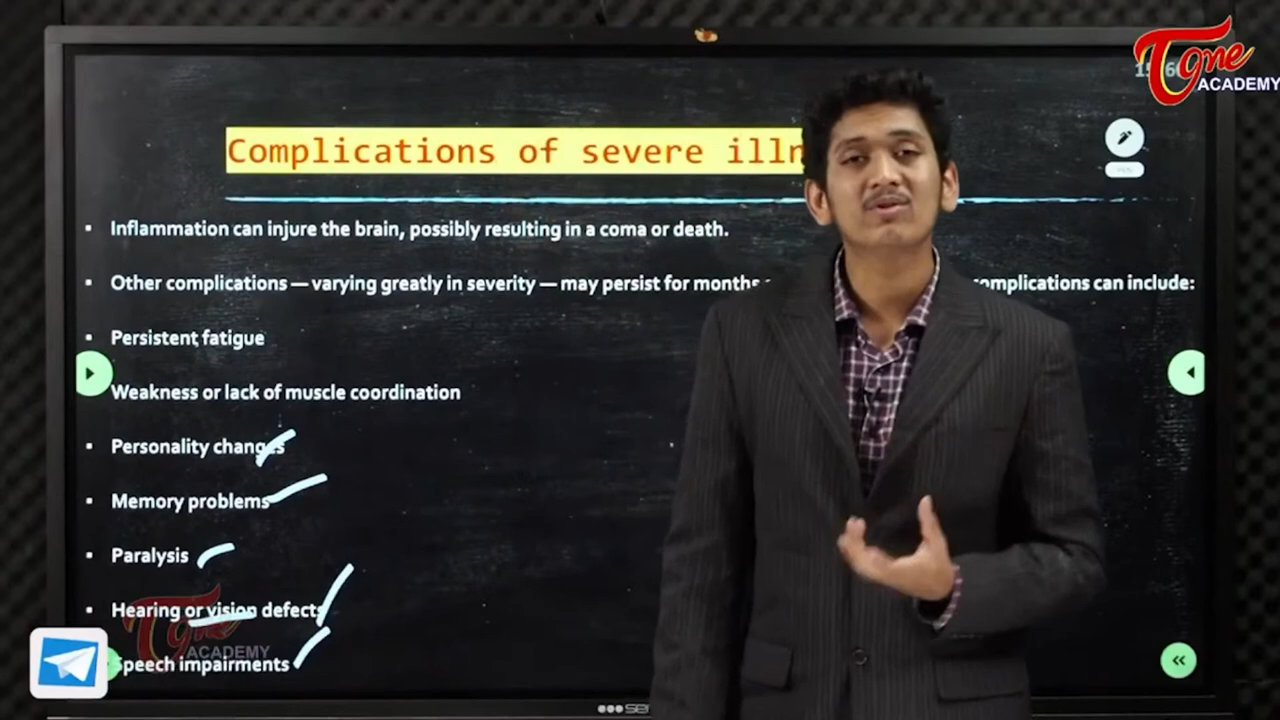 Tone
ACADEMY
Complications of severe
Inflammation can injure the brain, possibly resulting in a coma or death.
Other complications — varying greatly in severity — may persist for months complications can include:
Persistent fatigue
Weakness or lack of muscle coordination
Personality changes
Memory problems
Paralysis
Hearing or vision defects
Tone
ACADEMY
Speech impairments